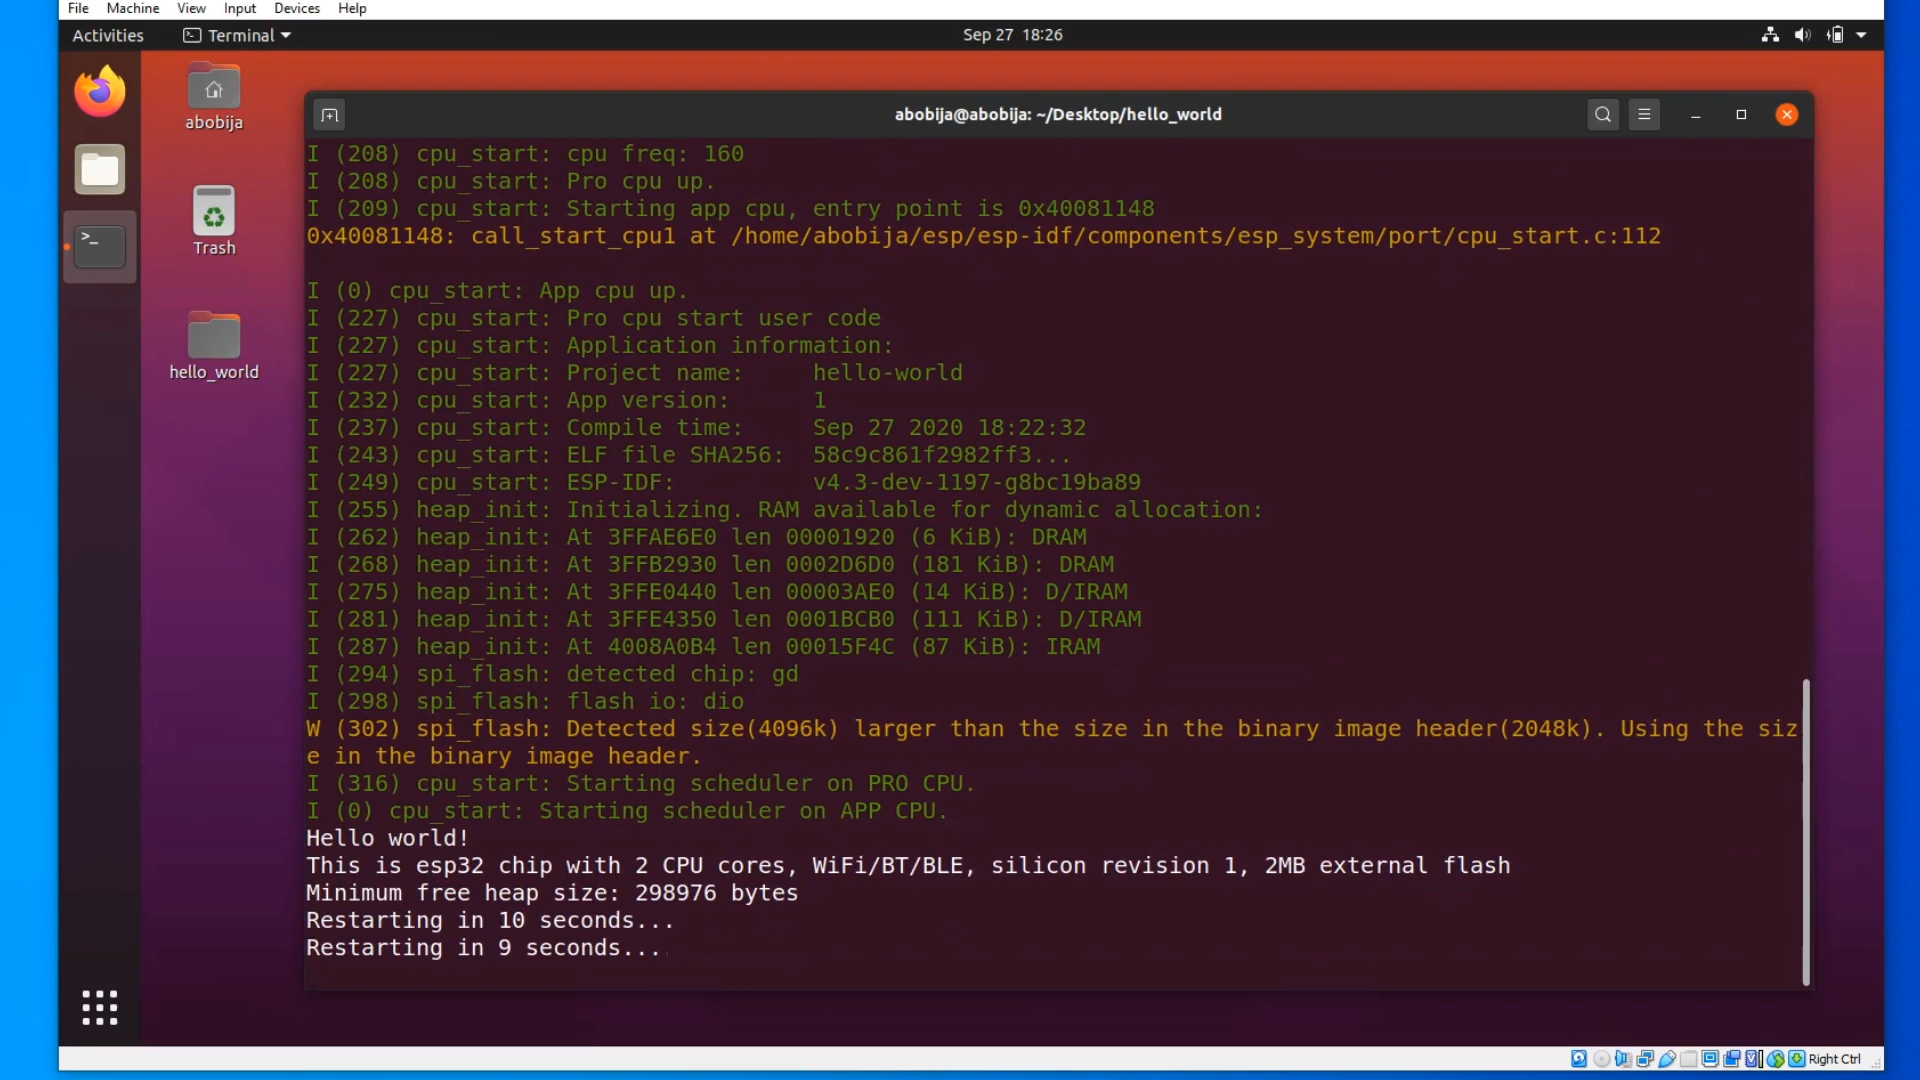 File Machine View Input Devices Help
Activities Terminal Sep 27 18:26
abobija
Trash
hello_world
abobija@abobija: ~/Desktop/hello_world
I (208) cpu_start: cpu freq: 160
I (208) cpu_start: Pro cpu up.
I (209) cpu_start: Starting app cpu, entry point is 0x40081148
0x40081148: call_start_cpu1 at /home/abobija/esp/esp-idf/components/esp_system/port/cpu_start.c:112
I (0) cpu_start: App cpu up.
I (227) cpu_start: Pro cpu start user code
I (227) cpu_start: Application information:
I (227) cpu_start: Project name:     hello-world
I (232) cpu_start: App version:      1
I (237) cpu_start: Compile time:     Sep 27 2020 18:22:32
I (243) cpu_start: ELF file SHA256:  58c9c861f2982ff3...
I (249) cpu_start: ESP-IDF:          v4.3-dev-1197-g8bc19ba89
I (255) heap_init: Initializing. RAM available for dynamic allocation:
I (262) heap_init: At 3FFAE6E0 len 00001920 (6 KiB): DRAM
I (268) heap_init: At 3FFB2930 len 0002D6D0 (181 KiB): DRAM
I (275) heap_init: At 3FFE0440 len 00003AE0 (14 KiB): D/IRAM
I (281) heap_init: At 3FFE4350 len 0001BCB0 (111 KiB): D/IRAM
I (287) heap_init: At 4008A0B4 len 00015F4C (87 KiB): IRAM
I (294) spi_flash: detected chip: gd
I (298) spi_flash: flash io: dio
W (302) spi_flash: Detected size(4096k) larger than the size in the binary image header(2048k). Using the siz
e in the binary image header.
I (316) cpu_start: Starting scheduler on PRO CPU.
I (0) cpu_start: Starting scheduler on APP CPU.
Hello world!
This is esp32 chip with 2 CPU cores, WiFi/BT/BLE, silicon revision 1, 2MB external flash
Minimum free heap size: 298976 bytes
Restarting in 10 seconds...
Restarting in 9 seconds...
Right Ctrl